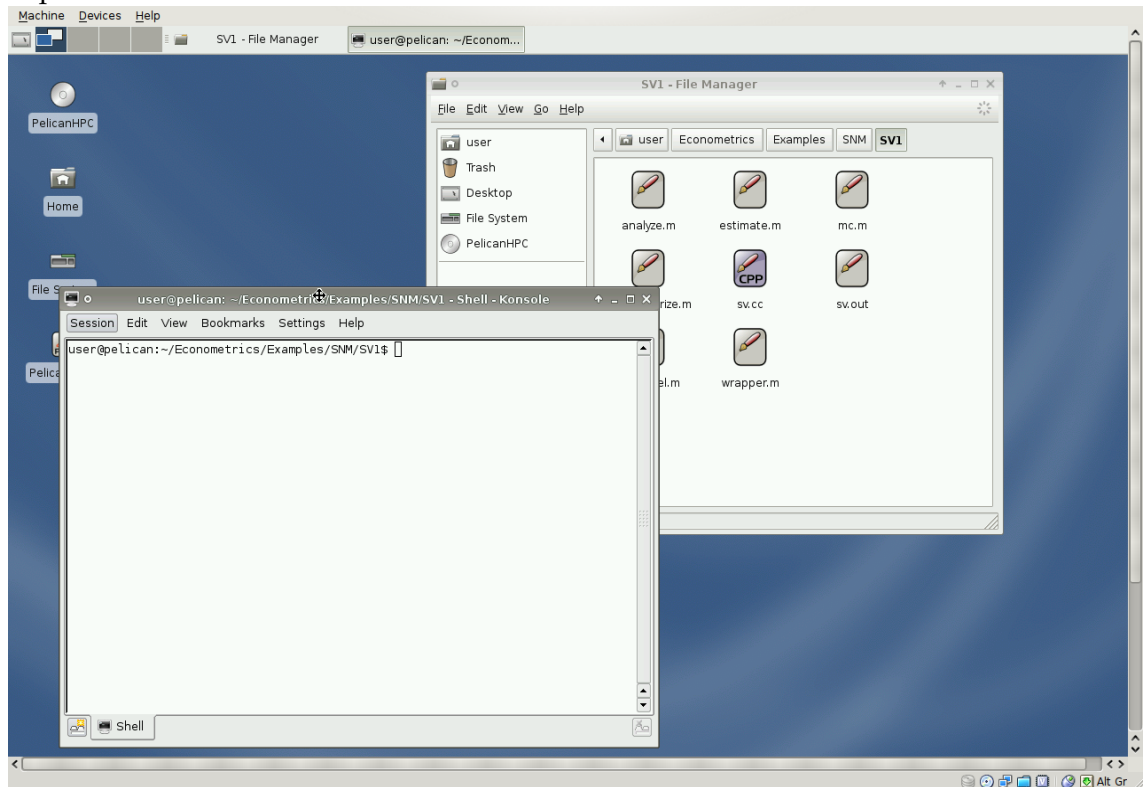 Machine Devices Help
SV1 - File Manager
user@pelican: ~/Econom...
PelicanHPC
Home
File S
Pelica
SV1 - File Manager
File Edit View Go Help
user
Trash
Desktop
File System
PelicanHPC
user Econometrics Examples SNM SV1
analyze.m estimate.m mc.m
rize.m
CPP
sv.cc sv.out
el.m wrapper.m
user@pelican: ~/Econometrics/Examples/SNM/SV1 - Shell - Konsole
Session Edit View Bookmarks Settings Help
user@pelican:~/Econometrics/Examples/SNM/SV1$
Shell
Alt Gr